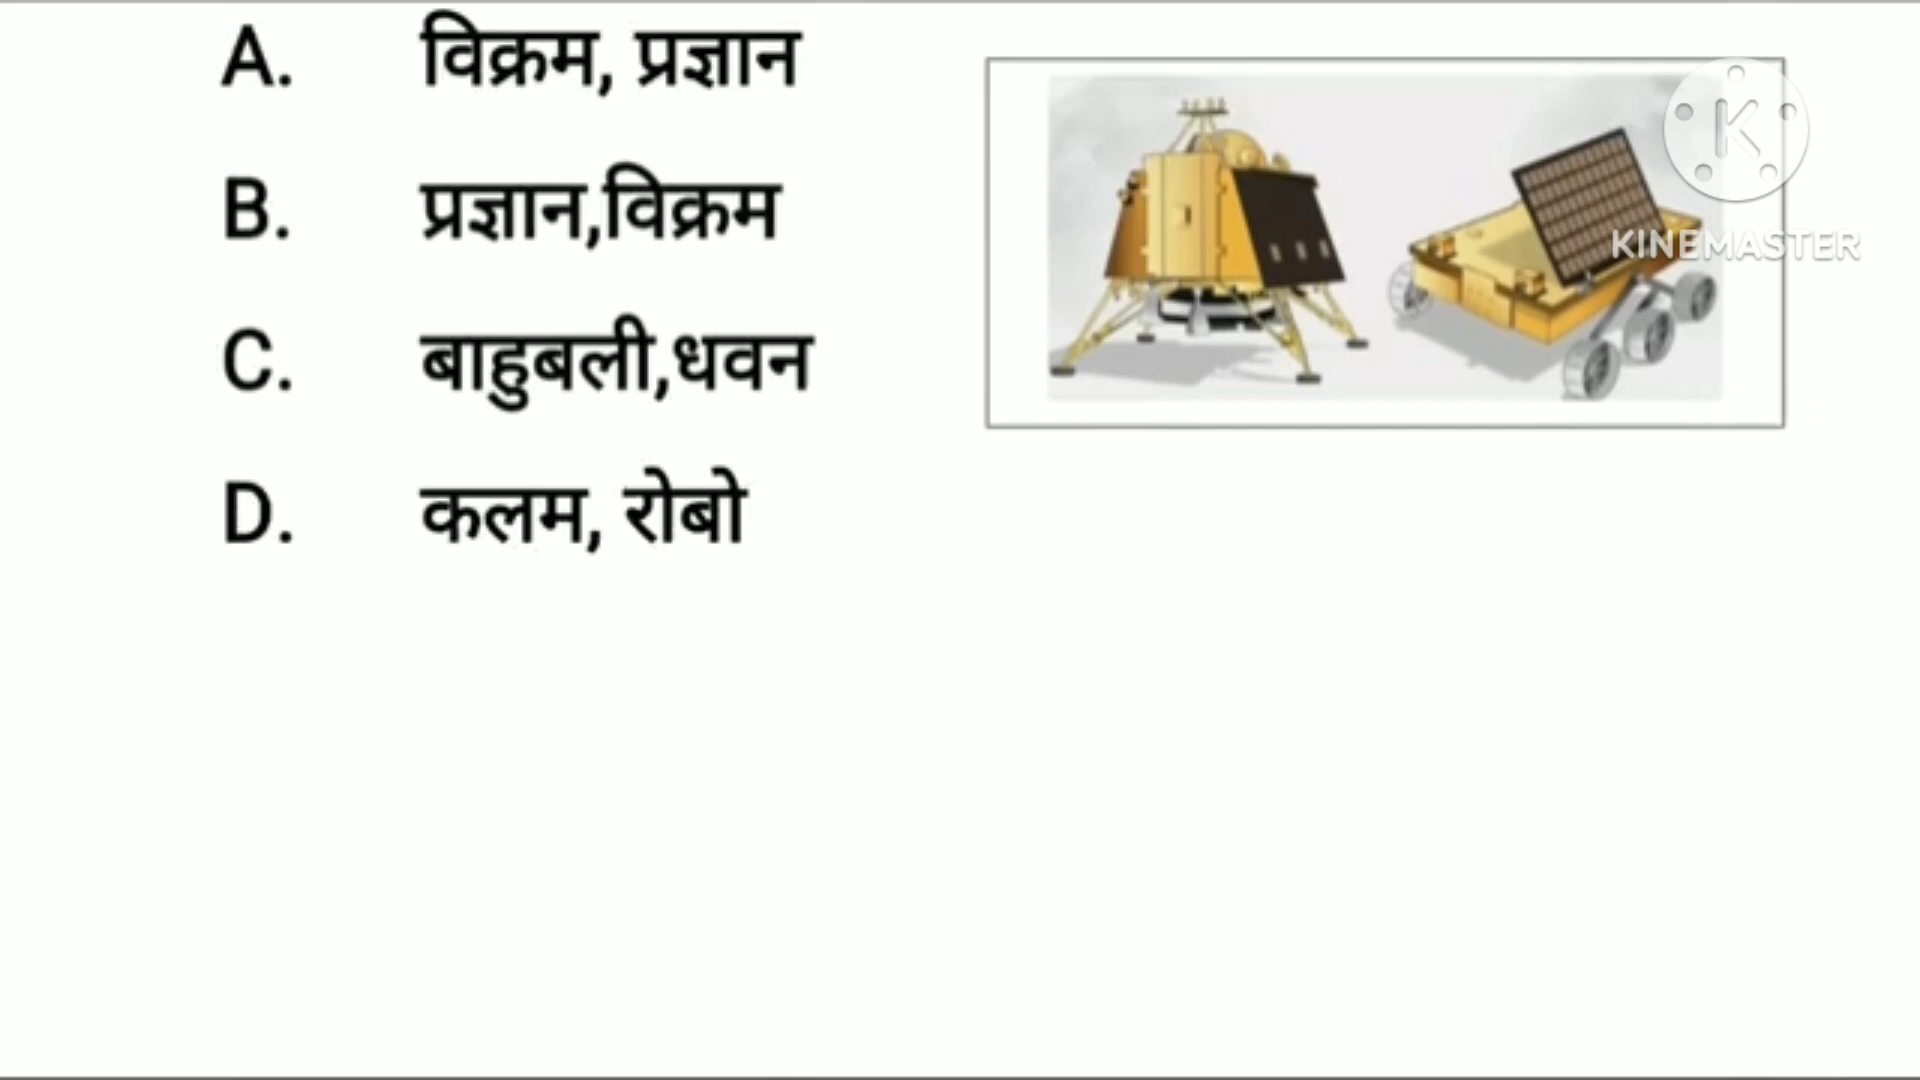 A. विक्रम, प्रज्ञान
B. प्रज्ञान,विक्रम
C. बाहुबली,धवन
D. कलम, रोबो
K
KINEMASTER